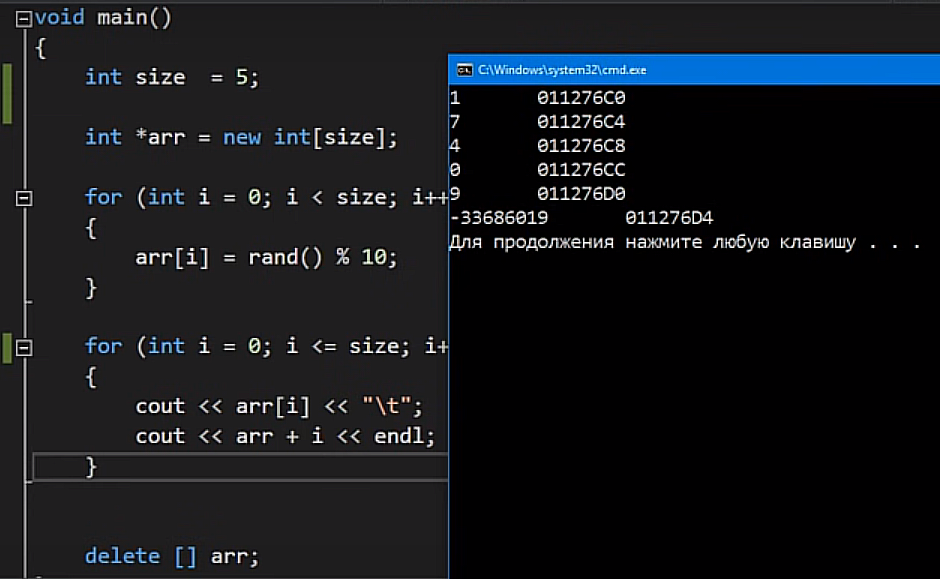 void main()
{
int size  = 5;
int *arr = new int[size];
for (int i = 0; i < size; i++
{
arr[i] = rand() % 10;
}
for (int i = 0; i <= size; i+
{
cout << arr[i] << "\t";
cout << arr + i << endl;
}
delete [] arr;
C:\Windows\system32\cmd.exe
1 011276C0
7 011276C4
4 011276C8
0 011276CC
9 011276D0
-33686019 011276D4
Для продолжения нажмите любую клавишу . . .